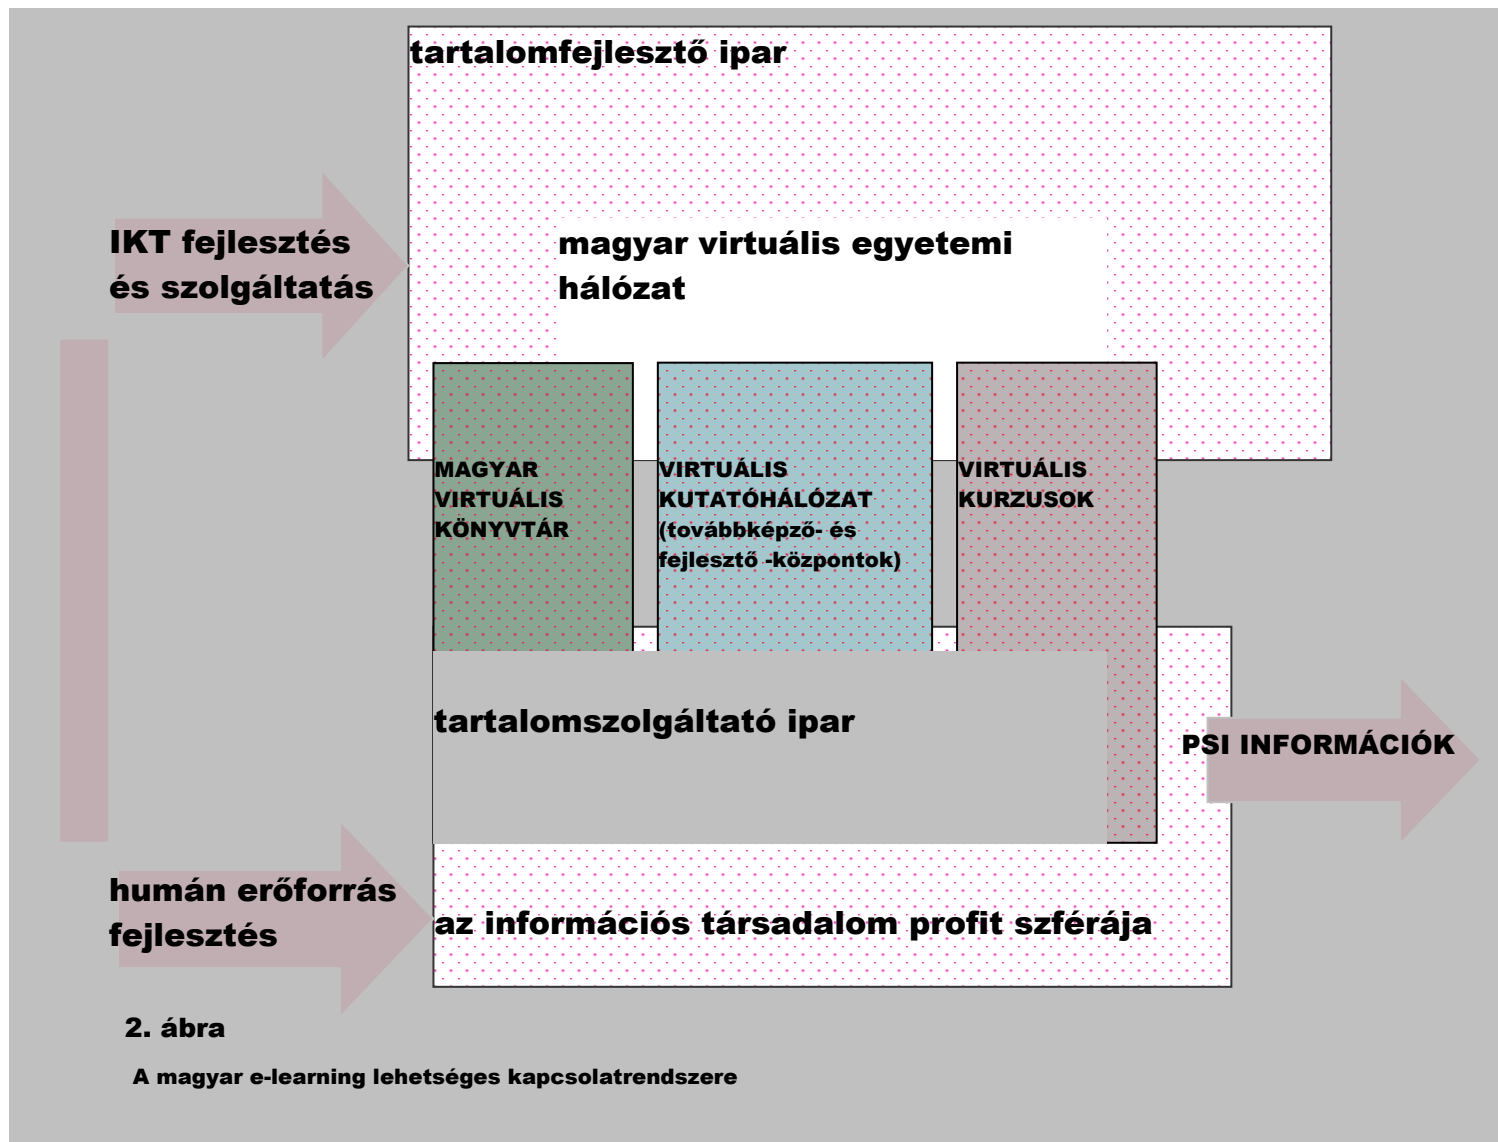 tartalomfejlesztő ipar
IKT fejlesztés
és szolgáltatás
magyar virtuális egyetemi
hálózat
MAGYAR
VIRTUÁLIS
KÖNYVTÁR
VIRTUÁLIS
KUTATÓHÁLÓZAT
(továbbképző- és
fejlesztő -központok)
VIRTUÁLIS
KURZUSOK
tartalomszolgáltató ipar
PSI INFORMÁCIÓK
humán erőforrás
fejlesztés
az információs társadalom profit szférája
2. ábra
A magyar e-learning lehetséges kapcsolatrendszere